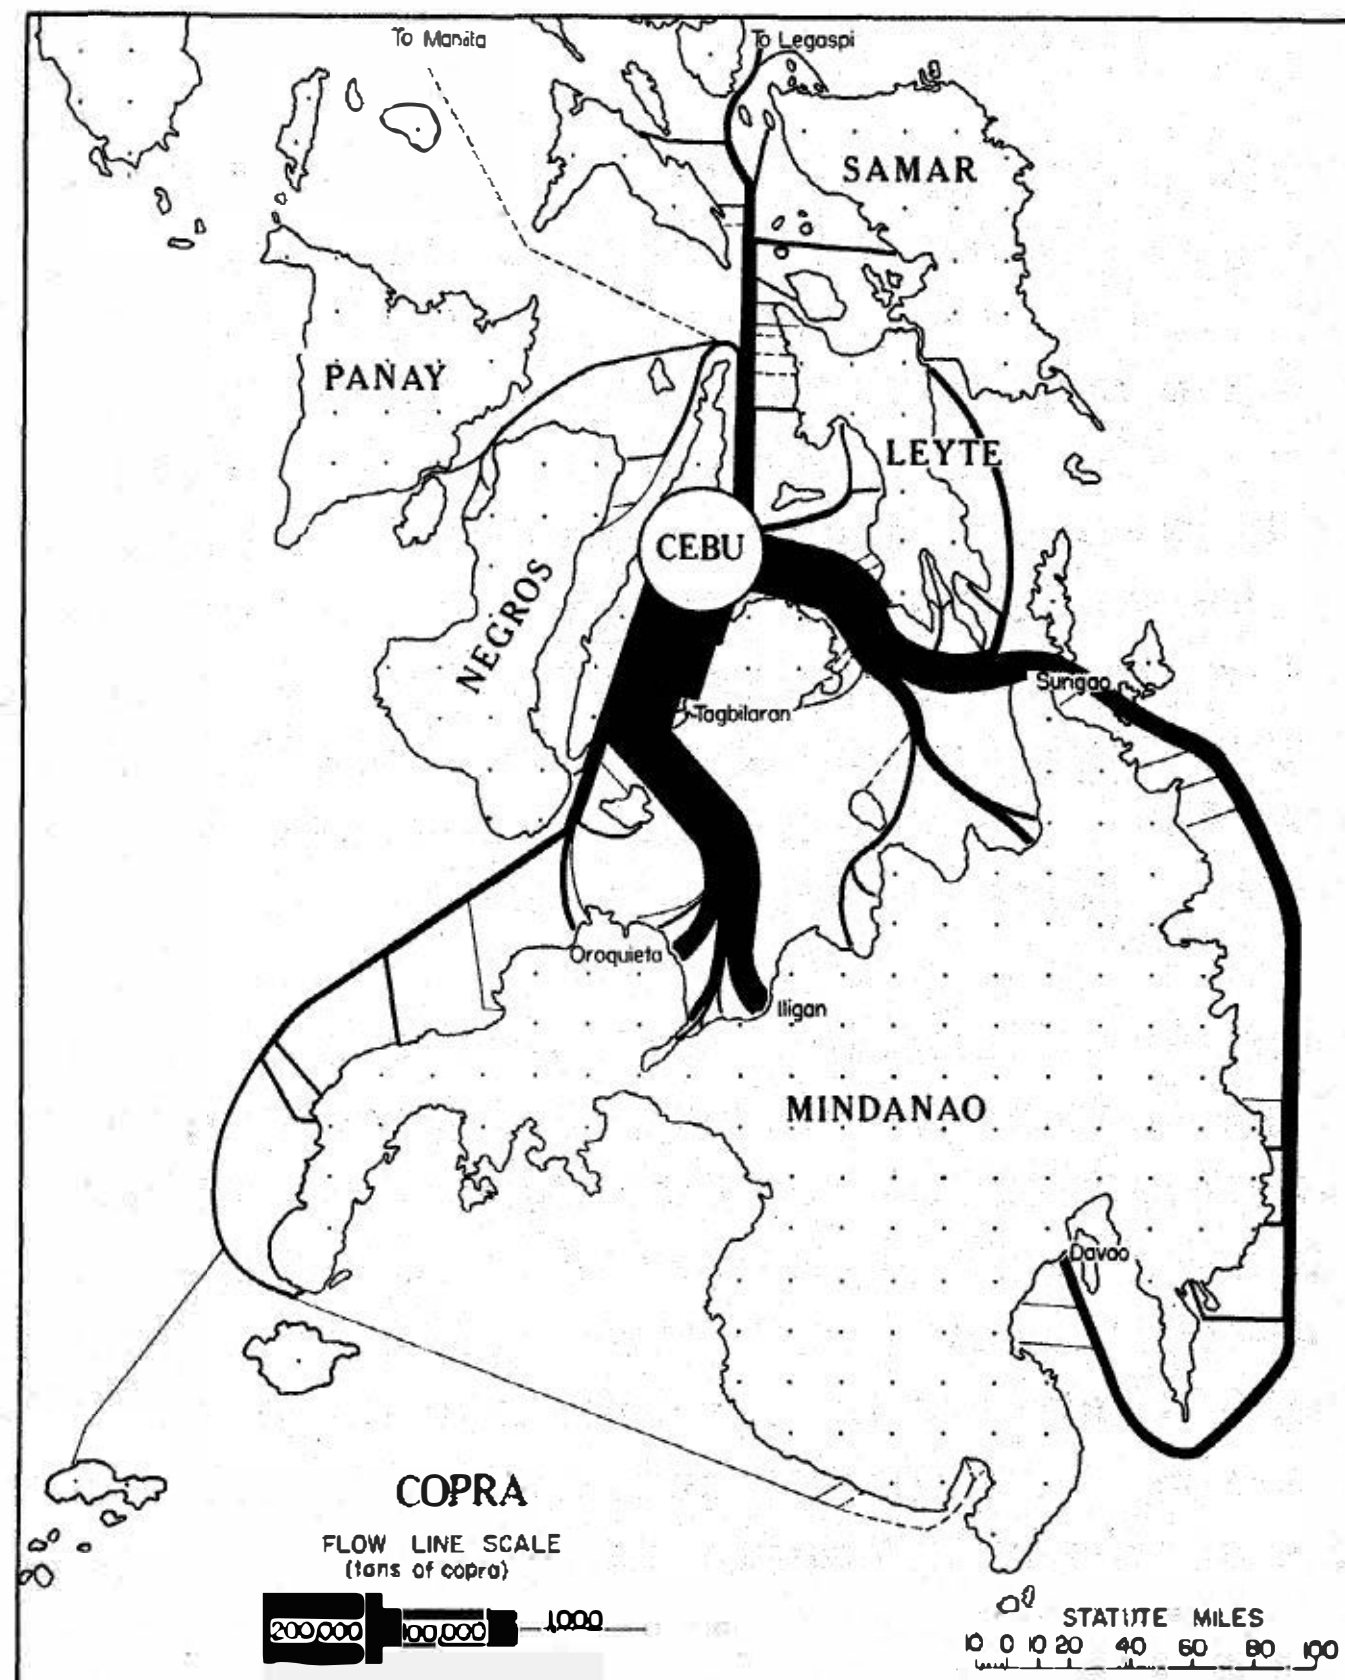 To Manila
To Legaspi
SAMAR
PANAY
LEYTE
CEBU
NEGROS
Surigao
Tagbilaran
Oroquieta
Iligan
MINDANAO
Davao
COPRA
FLOW LINE SCALE
(tons of copra)
200,000 100,000 1,000
STATUTE MILES
10 0 10 20 40 60 80 100